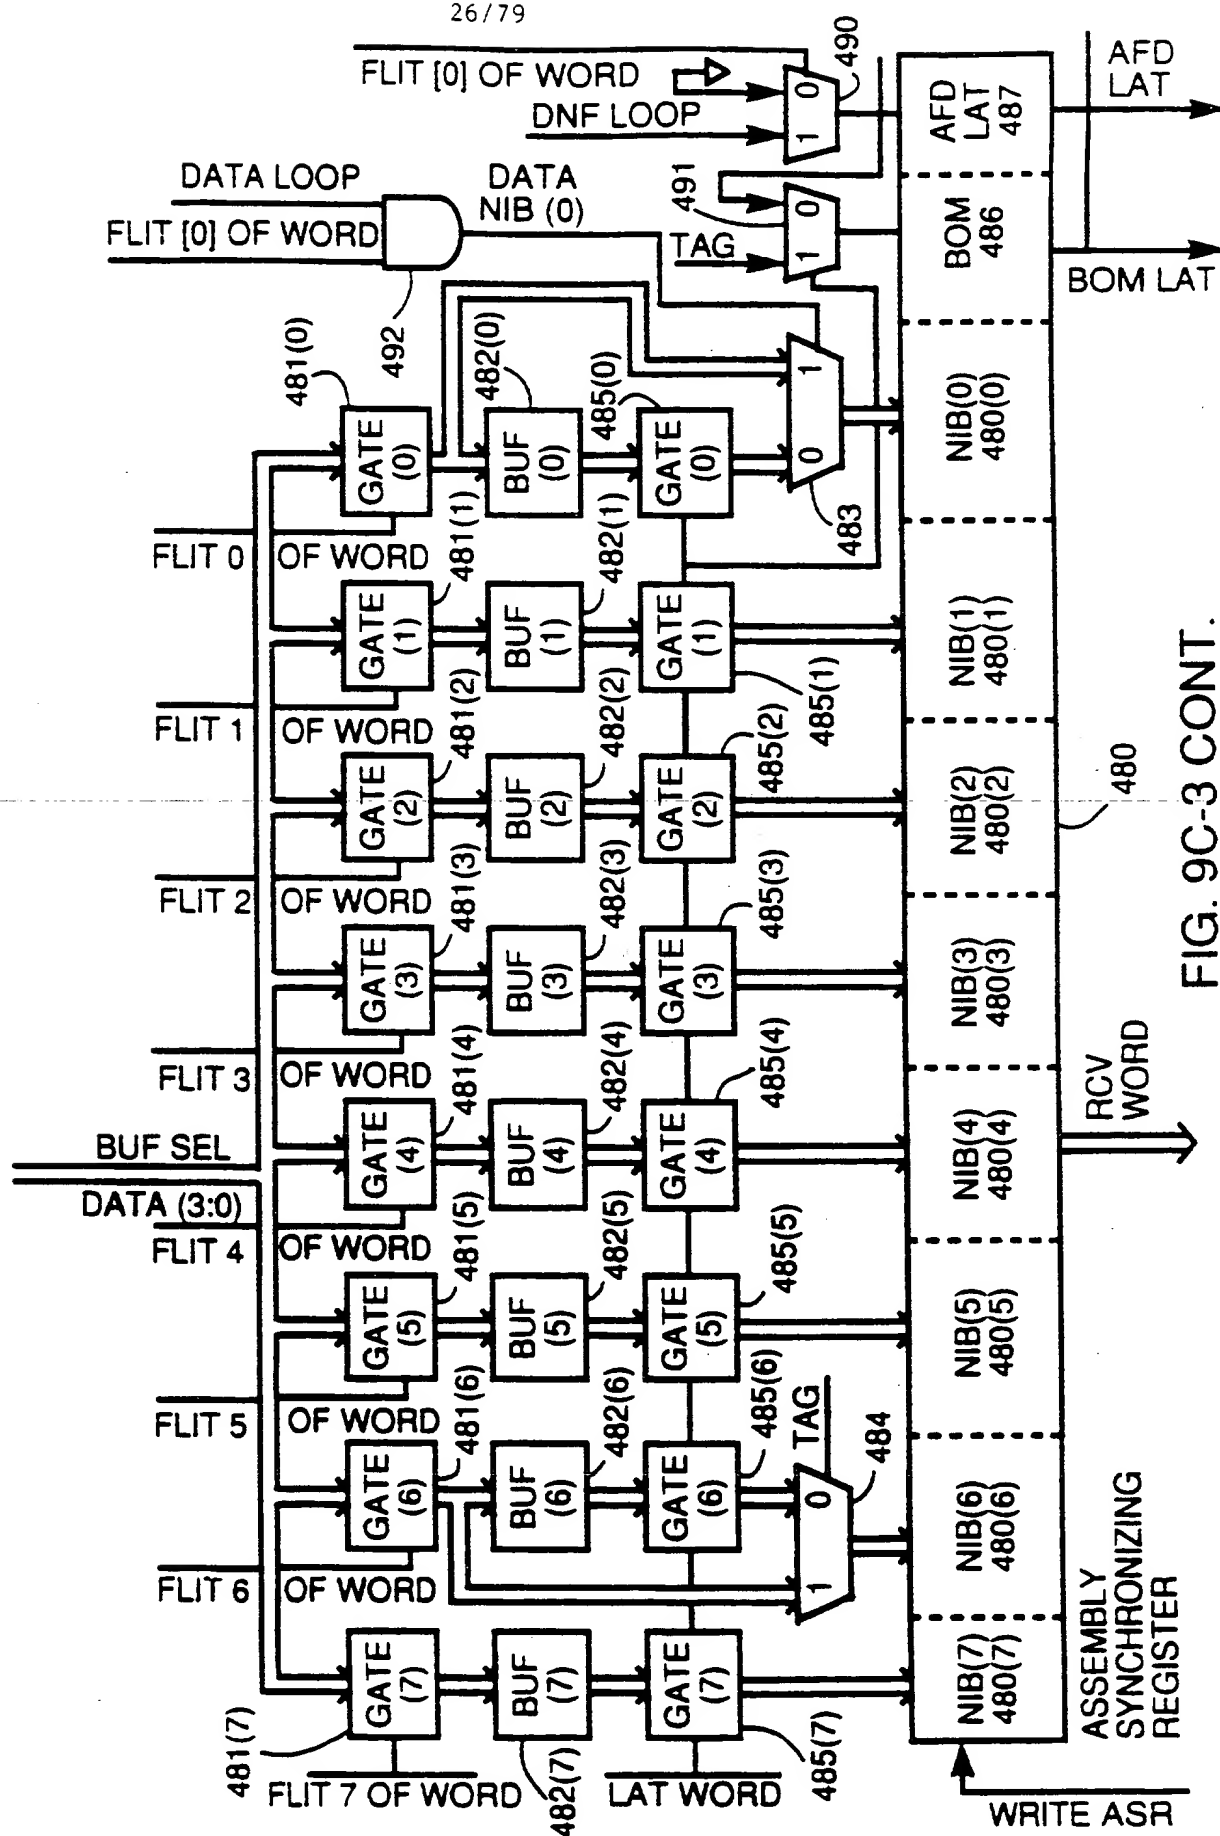 26/79
FLIT [0] OF WORD
DNF LOOP
0
1
490
DATA LOOP
FLIT [0] OF WORD
492
DATA
NIB (0)
TAG
491
0
1
AFD
LAT
487
AFD
LAT
BOM
486
BOM LAT
BUF SEL
DATA (3:0)
FLIT 0
OF WORD
GATE
(0)
481(0)
BUF
(0)
482(0)
GATE
(0)
485(0)
1
0
483
NIB(0)
480(0)
FLIT 1
OF WORD
GATE
(1)
481(1)
BUF
(1)
482(1)
GATE
(1)
485(1)
NIB(1)
480(1)
FLIT 2
OF WORD
GATE
(2)
481(2)
BUF
(2)
482(2)
GATE
(2)
485(2)
NIB(2)
480(2)
480
FLIT 3
OF WORD
GATE
(3)
481(3)
BUF
(3)
482(3)
GATE
(3)
485(3)
NIB(3)
480(3)
FLIT 4
OF WORD
GATE
(4)
481(4)
BUF
(4)
482(4)
GATE
(4)
485(4)
NIB(4)
480(4)
RCV
WORD
FLIT 5
OF WORD
GATE
(5)
481(5)
BUF
(5)
482(5)
GATE
(5)
485(5)
NIB(5)
480(5)
FLIT 6
OF WORD
GATE
(6)
481(6)
BUF
(6)
482(6)
GATE
(6)
485(6)
TAG
0
1
484
NIB(6)
480(6)
FLIT 7 OF WORD
GATE
(7)
481(7)
BUF
(7)
482(7)
GATE
(7)
485(7)
LAT WORD
NIB(7)
480(7)
ASSEMBLY
SYNCHRONIZING
REGISTER
WRITE ASR
FIG. 9C-3 CONT.